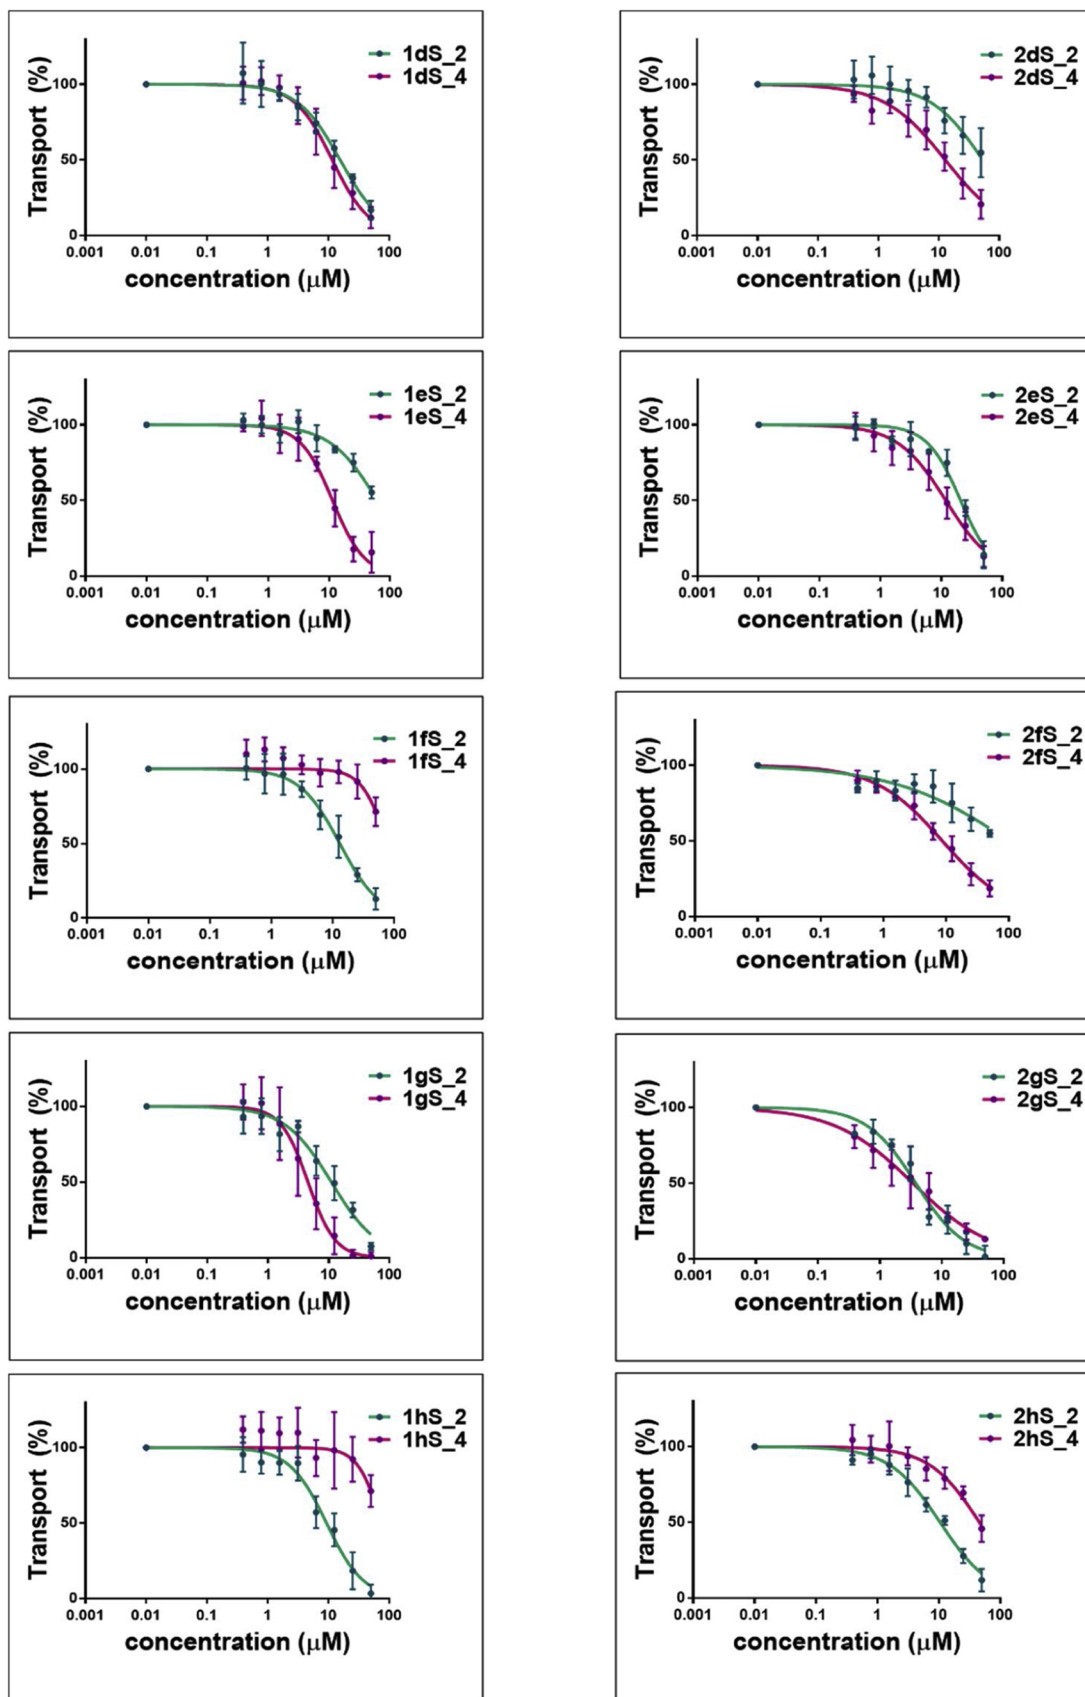 1dS_2
1dS_4
Transport (%)
100
50
0
0.001 0.01 0.1 1 10 100
concentration (μM)
2dS_2
2dS_4
Transport (%)
100
50
0
0.001 0.01 0.1 1 10 100
concentration (μM)
1eS_2
1eS_4
Transport (%)
100
50
0
0.001 0.01 0.1 1 10 100
concentration (μM)
2eS_2
2eS_4
Transport (%)
100
50
0
0.001 0.01 0.1 1 10 100
concentration (μM)
1fS_2
1fS_4
Transport (%)
100
50
0
0.001 0.01 0.1 1 10 100
concentration (μM)
2fS_2
2fS_4
Transport (%)
100
50
0
0.001 0.01 0.1 1 10 100
concentration (μM)
1gS_2
1gS_4
Transport (%)
100
50
0
0.001 0.01 0.1 1 10 100
concentration (μM)
2gS_2
2gS_4
Transport (%)
100
50
0
0.001 0.01 0.1 1 10 100
concentration (μM)
1hS_2
1hS_4
Transport (%)
100
50
0
0.001 0.01 0.1 1 10 100
concentration (μM)
2hS_2
2hS_4
Transport (%)
100
50
0
0.001 0.01 0.1 1 10 100
concentration (μM)